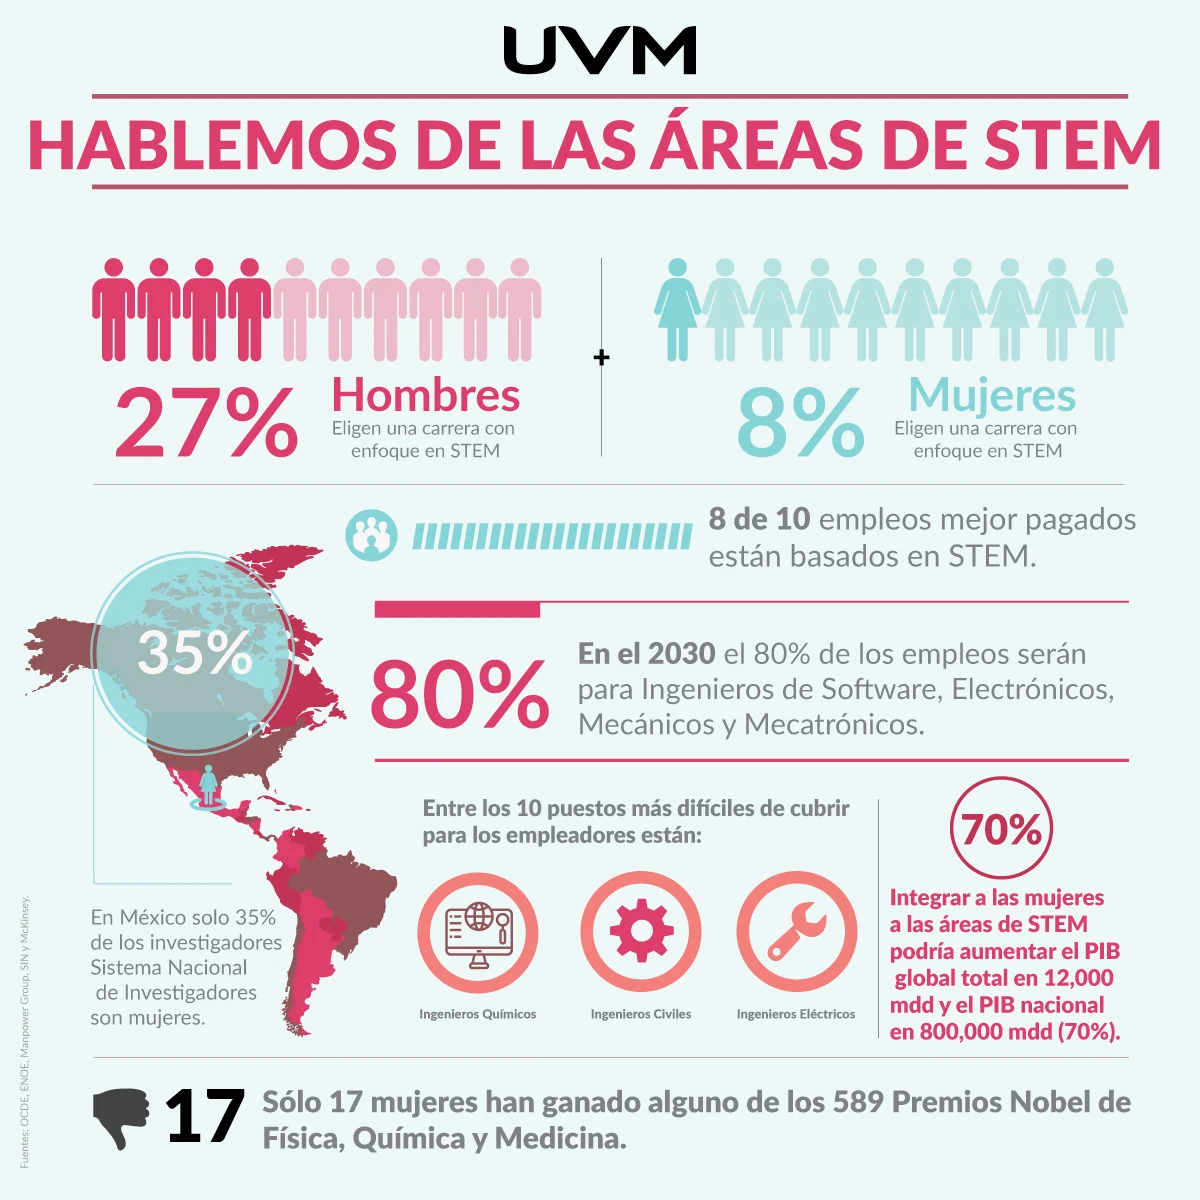 UVM
HABLEMOS DE LAS ÁREAS DE STEM
27%
Hombres
Eligen una carrera con
enfoque en STEM
+
8%
Mujeres
Eligen una carrera con
enfoque en STEM
8 de 10 empleos mejor pagados
están basados en STEM.
35%
80%
En el 2030 el 80% de los empleos serán
para Ingenieros de Software, Electrónicos,
Mecánicos y Mecatrónicos.
En México solo 35%
de los investigadores
Sistema Nacional
de Investigadores
son mujeres.
Entre los 10 puestos más difíciles de cubrir
para los empleadores están:
Ingenieros Químicos
Ingenieros Civiles
Ingenieros Eléctricos
70%
Integrar a las mujeres
a las áreas de STEM
podría aumentar el PIB
global total en 12,000
mdd y el PIB nacional
en 800,000 mdd (70%).
17
Sólo 17 mujeres han ganado alguno de los 589 Premios Nobel de
Física, Química y Medicina.
Fuentes: OCDE, ENOE, Manpower Group, SIN y McKinsey.